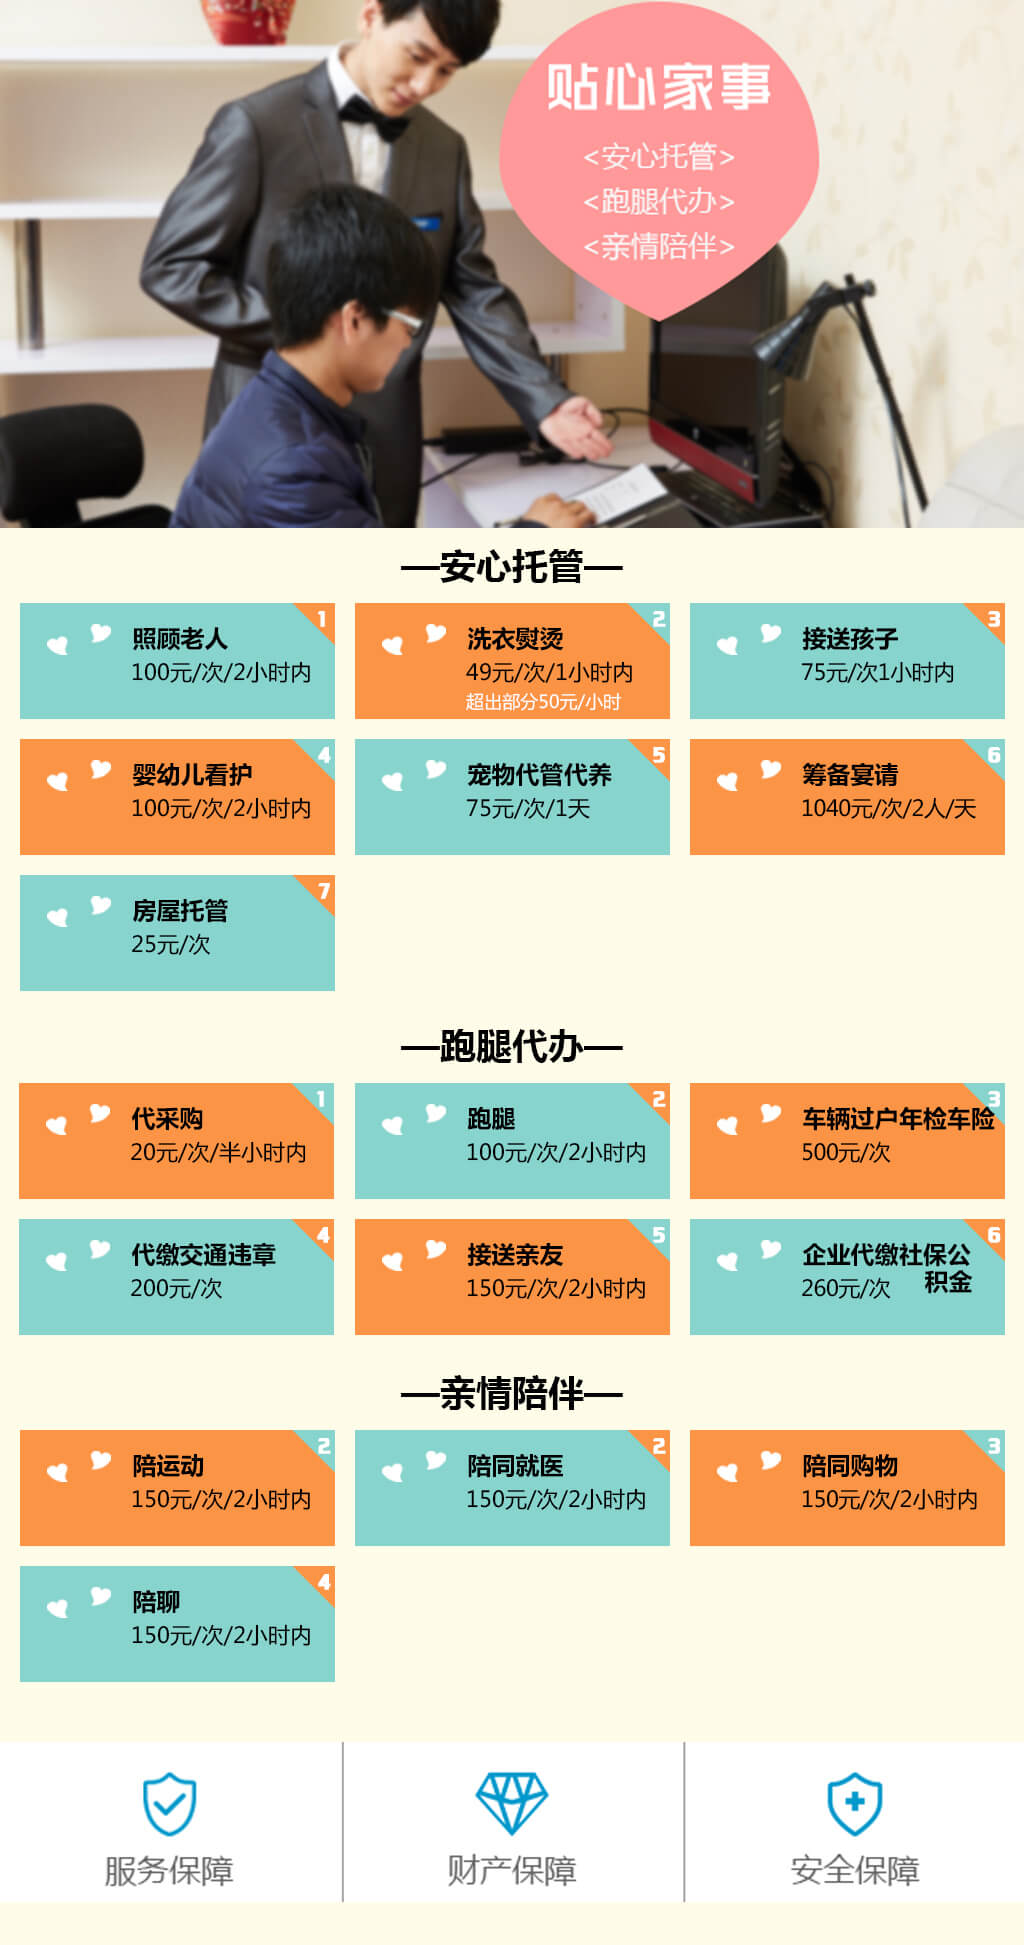 贴心家事
<安心托管>
<跑腿代办>
<亲情陪伴>
—安心托管—
1
照顾老人
100元/次/2小时内
2
洗衣熨烫
49元/次/1小时内
超出部分50元/小时
3
接送孩子
75元/次1小时内
4
婴幼儿看护
100元/次/2小时内
5
宠物代管代养
75元/次/1天
6
筹备宴请
1040元/次/2人/天
7
房屋托管
25元/次
—跑腿代办—
1
代采购
20元/次/半小时内
2
跑腿
100元/次/2小时内
3
车辆过户年检车险
500元/次
4
代缴交通违章
200元/次
5
接送亲友
150元/次/2小时内
6
企业代缴社保公
积金
260元/次
—亲情陪伴—
2
陪运动
150元/次/2小时内
2
陪同就医
150元/次/2小时内
3
陪同购物
150元/次/2小时内
4
陪聊
150元/次/2小时内
服务保障
财产保障
安全保障